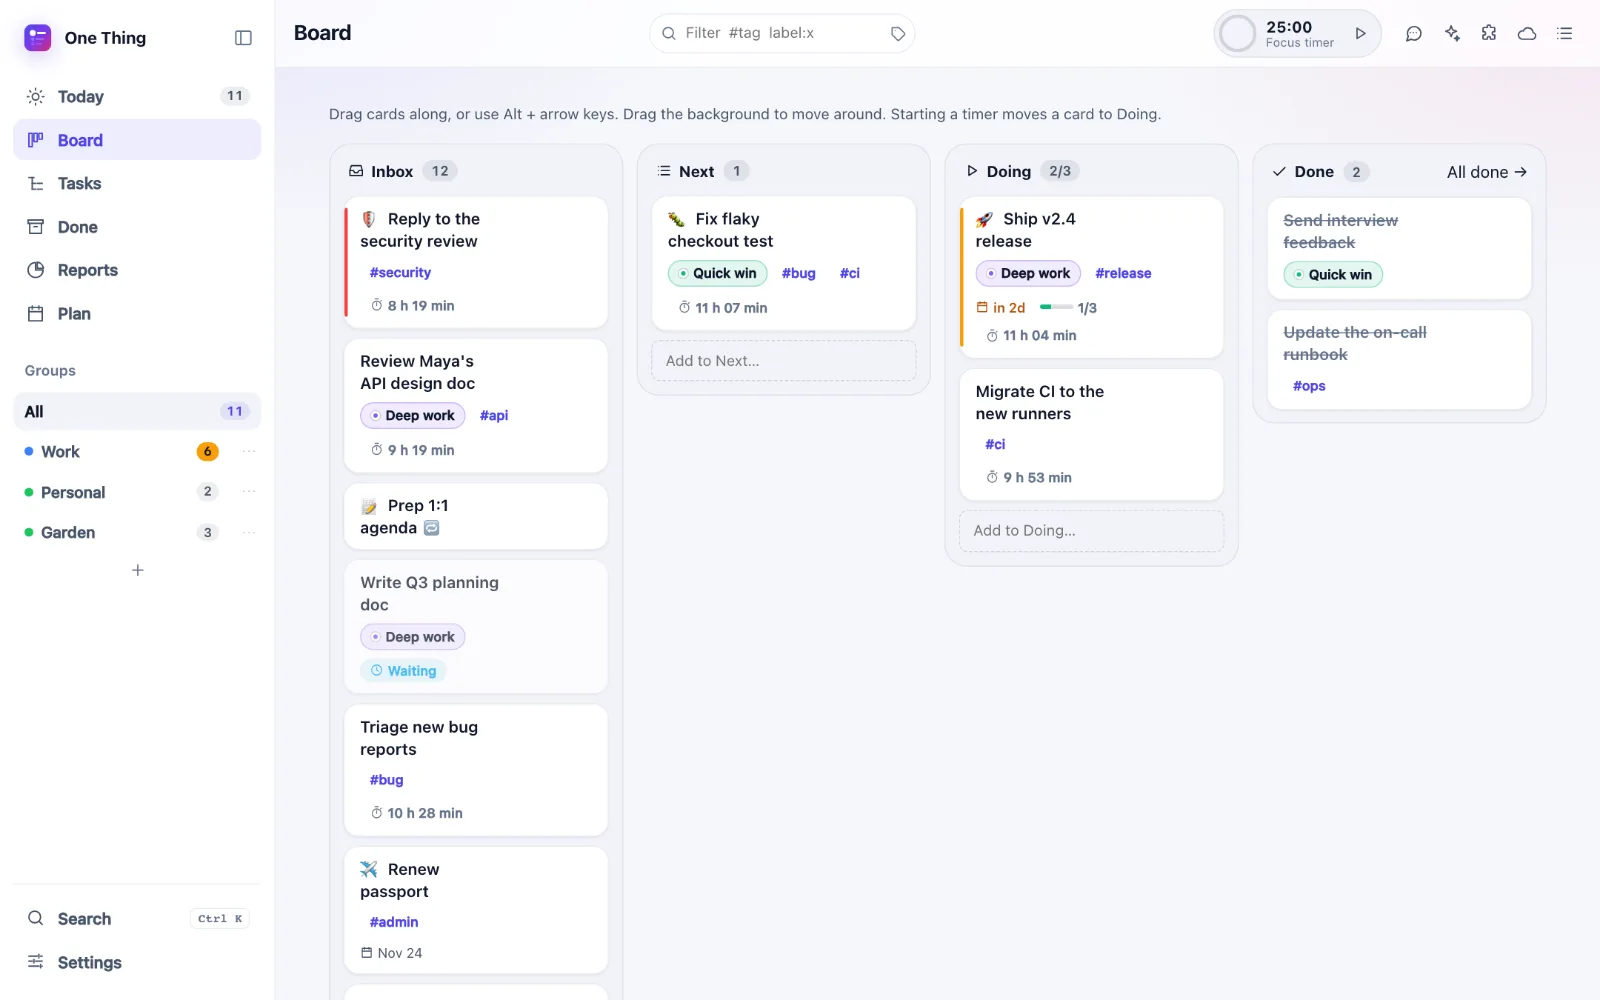 One Thing
Today 11
Board
Tasks
Done
Reports
Plan
Groups
All 11
Work 6
Personal 2
Garden 3
Search Ctrl K
Settings
Board
Filter #tag label:x
25:00
Focus timer
Drag cards along, or use Alt + arrow keys. Drag the background to move around. Starting a timer moves a card to Doing.
Inbox 12
Reply to the
security review
#security
8 h 19 min
Review Maya's
API design doc
Deep work #api
9 h 19 min
Prep 1:1
agenda
Write Q3 planning
doc
Deep work
Waiting
Triage new bug
reports
#bug
10 h 28 min
Renew
passport
#admin
Nov 24
Next 1
Fix flaky
checkout test
Quick win #bug #ci
11 h 07 min
Add to Next...
Doing 2/3
Ship v2.4
release
Deep work #release
in 2d 1/3
11 h 04 min
Migrate CI to the
new runners
#ci
9 h 53 min
Add to Doing...
Done 2 All done →
Send interview
feedback
Quick win
Update the on-call
runbook
#ops